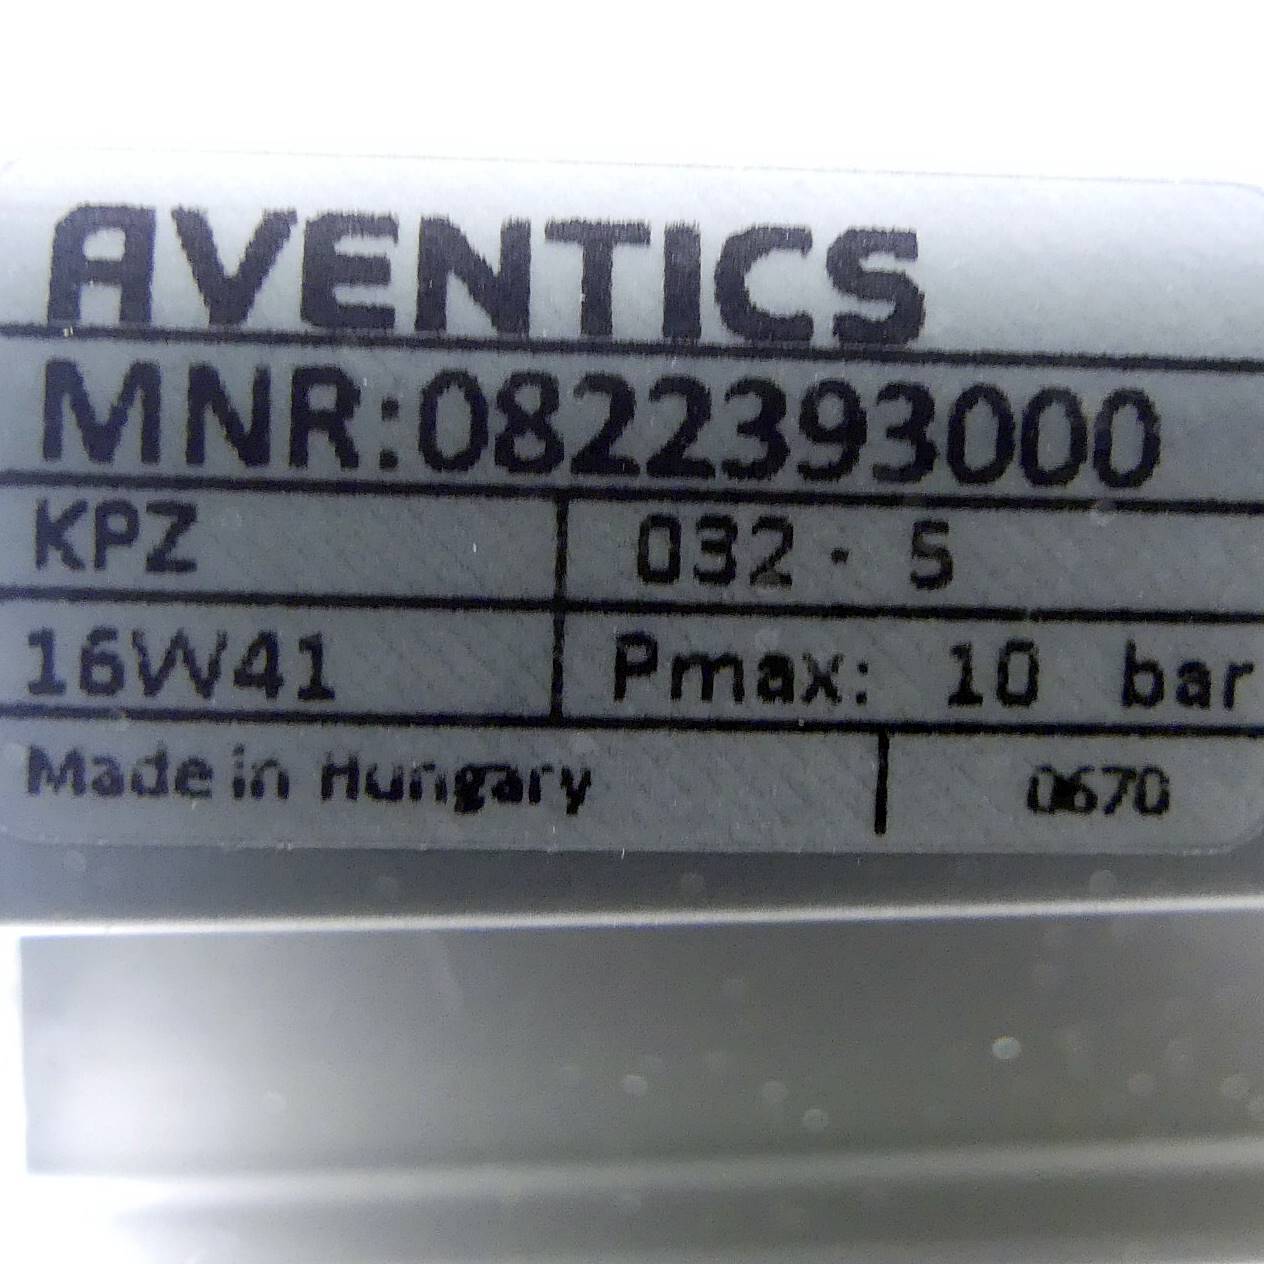 AVENTICS
MNR:0822393000
KPZ 032 - 5
16W41 Pmax: 10 bar
Made in Hungary 0670